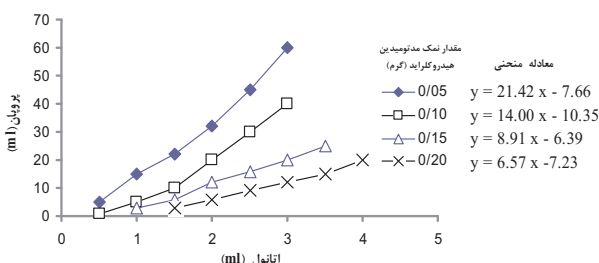 70
60
50
40
30
20
10
0
پروپان (ml)
0 1 2 3 4 5
اتانول (ml)
مقدار نمک مدتومیدین
هیدروکلراید (گرم)
معادله منحنی
0/05 y = 21.42 x - 7.66
0/10 y = 14.00 x - 10.35
0/15 y = 8.91 x - 6.39
0/20 y = 6.57 x -7.23